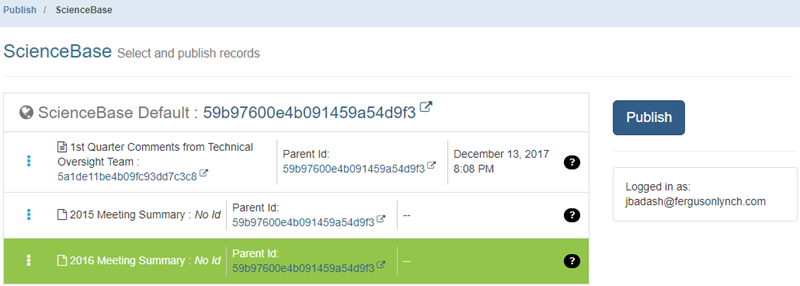 Publish / ScienceBase
ScienceBase Select and publish records
ScienceBase Default : 59b97600e4b091459a54d9f3
Publish
1st Quarter Comments from Technical
Oversight Team :
5a1de11be4b09fc93dd7c3c8
Parent Id:
59b97600e4b091459a54d9f3
December 13, 2017
8:08 PM
?
Logged in as:
jbadash@fergusonlynch.com
2015 Meeting Summary : No Id
Parent Id:
59b97600e4b091459a54d9f3
--
?
2016 Meeting Summary : No Id
Parent Id:
59b97600e4b091459a54d9f3
--
?